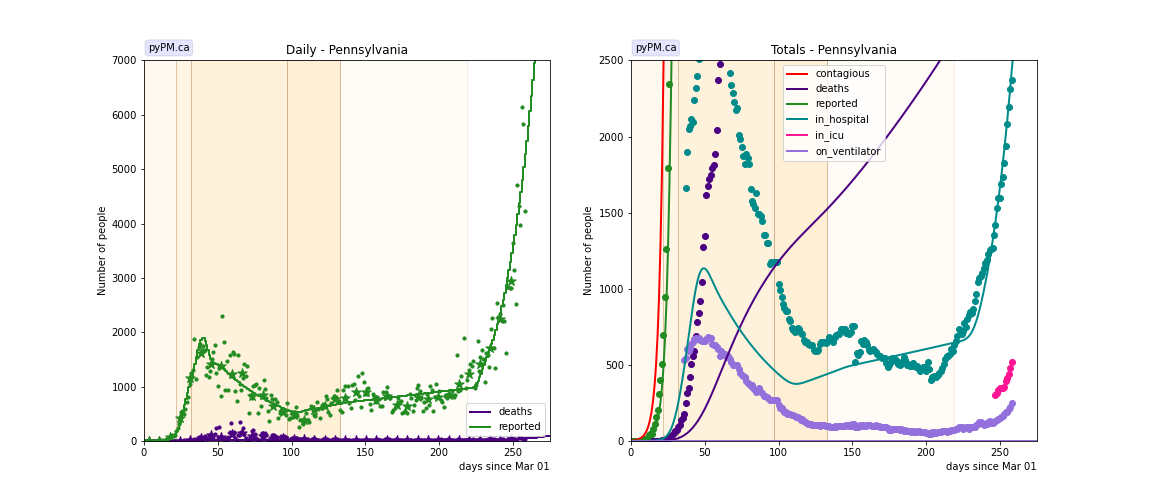 pyPM.ca
Daily - Pennsylvania
7000
6000
5000
4000
3000
2000
1000
0
Number of people
0
50
100
150
200
250
days since Mar 01
deaths
reported
pyPM.ca
Totals - Pennsylvania
2500
2000
1500
1000
500
0
Number of people
0
50
100
150
200
250
days since Mar 01
contagious
deaths
reported
in_hospital
in_icu
on_ventilator